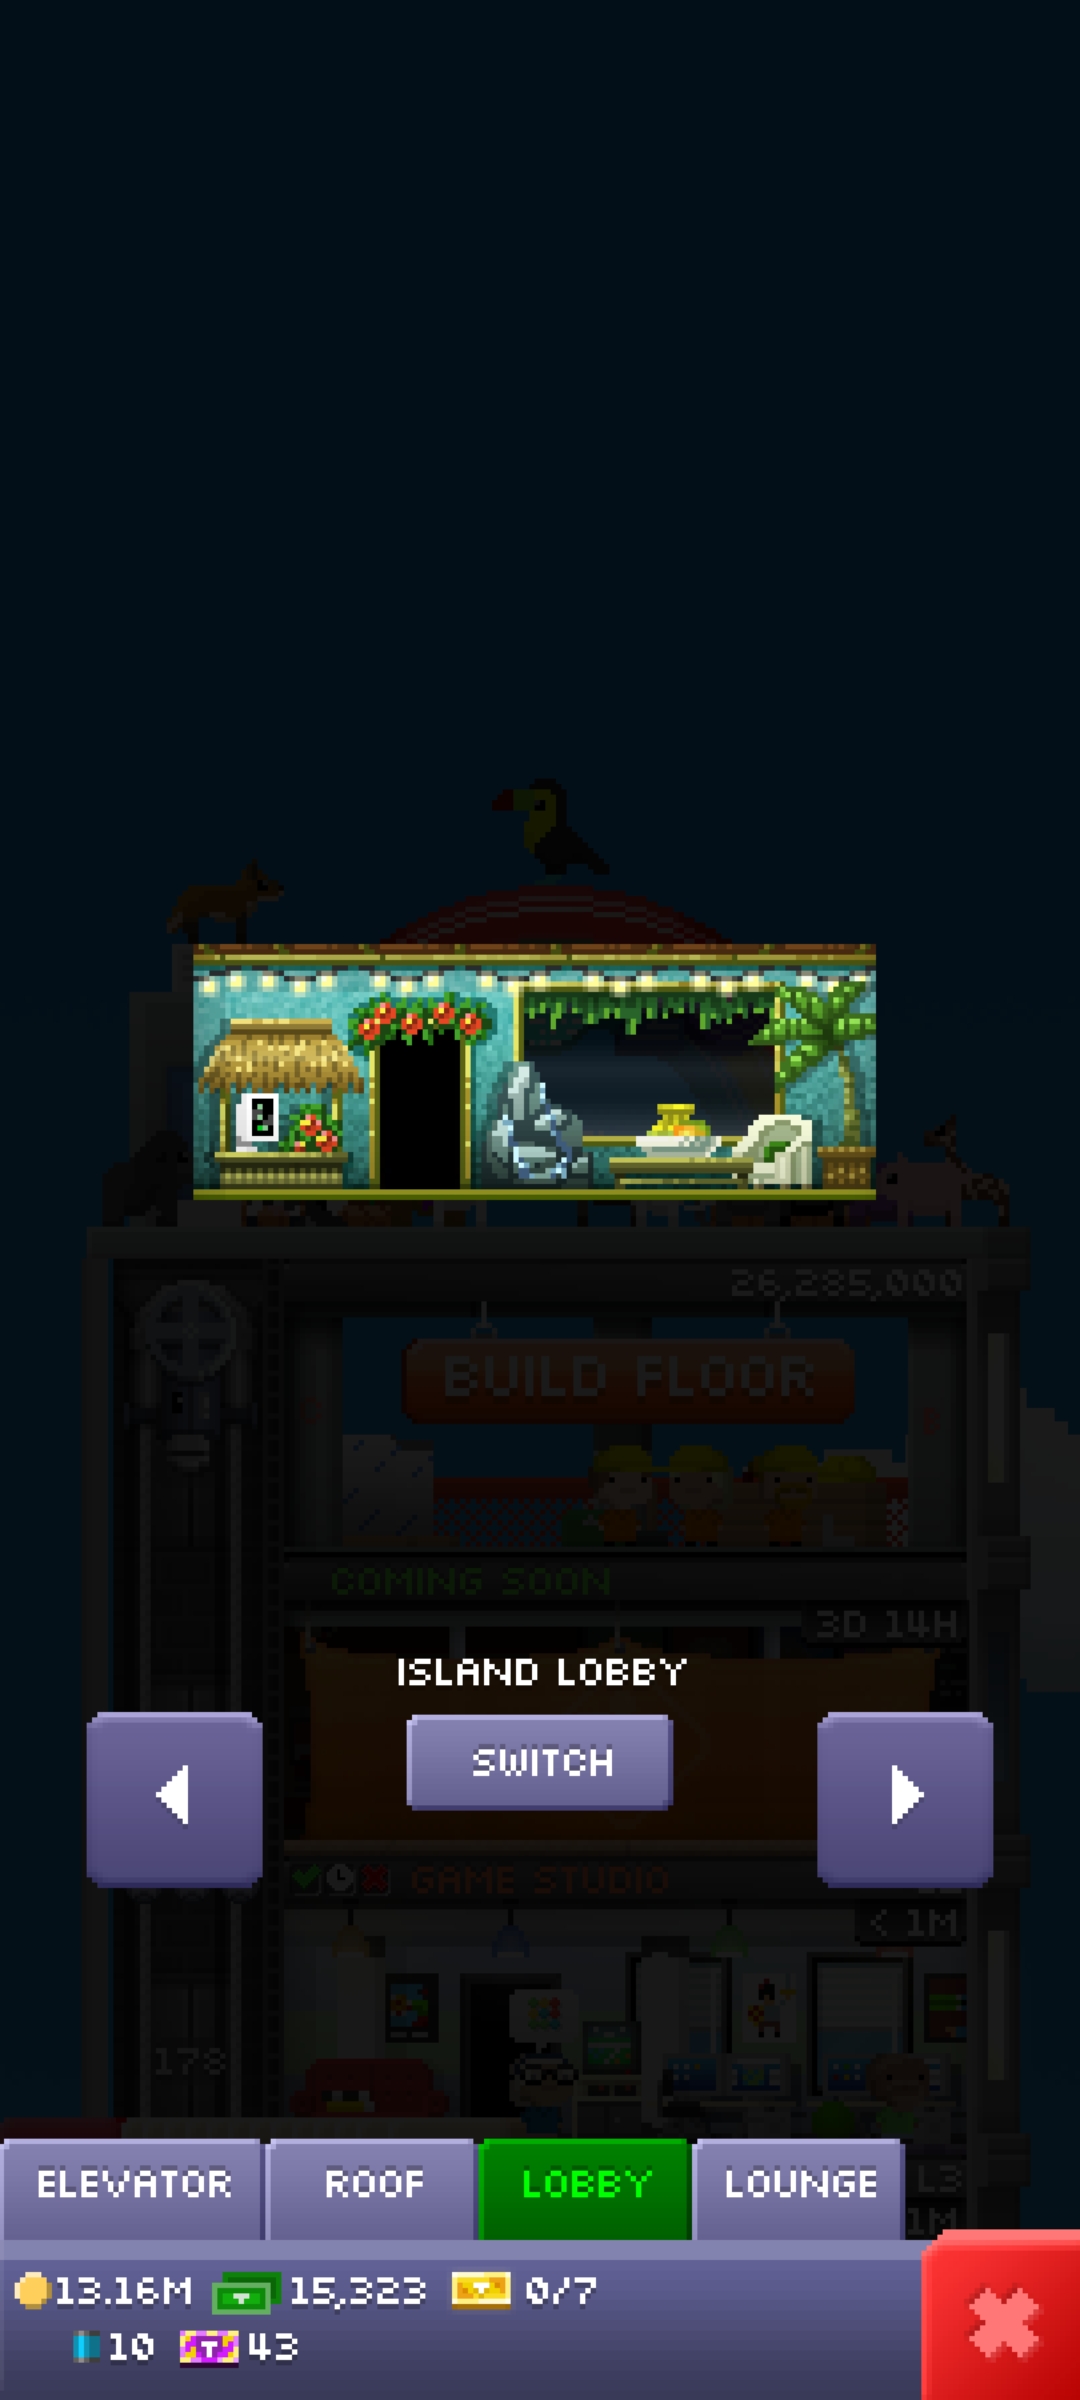 26,285,000
BUILD FLOOR
COMING SOON
3D 14H
ISLAND LOBBY
SWITCH
GAME STUDIO
< 1M
178
ELEVATOR
ROOF
LOBBY
LOUNGE
L3
1M
13.16M
15,323
0/7
10
43